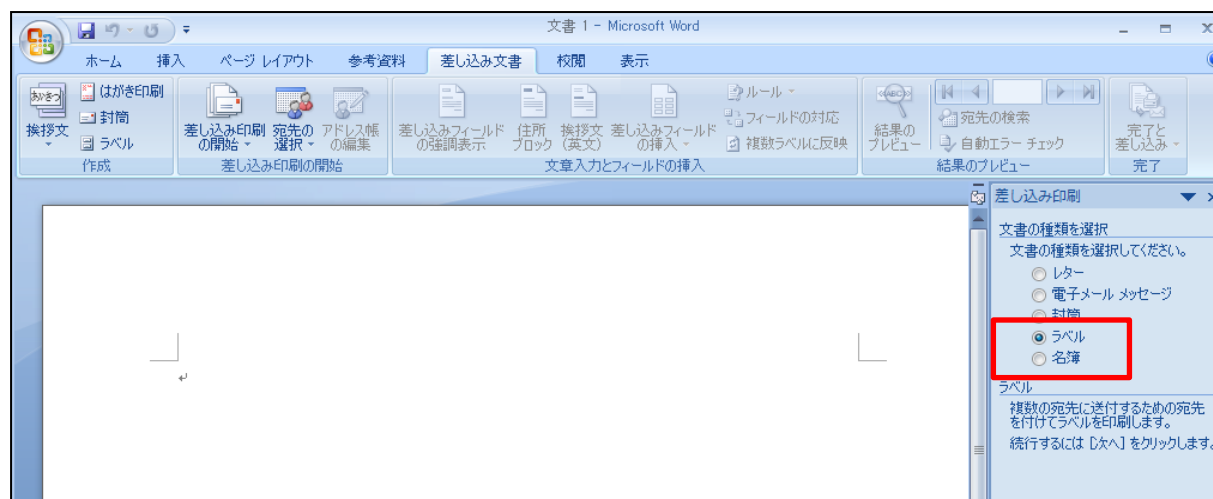 文書 1 - Microsoft Word
ホーム 挿入 ページ レイアウト 参考資料 差し込み文書 校閲 表示
あいさつ
挨拶文
はがき印刷
封筒
ラベル
作成
差し込み印刷
の開始
宛先の
選択
アドレス帳
の編集
差し込み印刷の開始
差し込みフィールド
の強調表示
住所
ブロック
挨拶文
(英文)
差し込みフィールド
の挿入
ルール
フィールドの対応
複数ラベルに反映
文章入力とフィールドの挿入
ABC
結果の
プレビュー
宛先の検索
自動エラー チェック
結果のプレビュー
完了と
差し込み
完了
差し込み印刷
文書の種類を選択
文書の種類を選択してください。
レター
電子メール メッセージ
封筒
ラベル
名簿
ラベル
複数の宛先に送付するための宛先
を付けてラベルを印刷します。
続行するには [次へ] をクリックします。